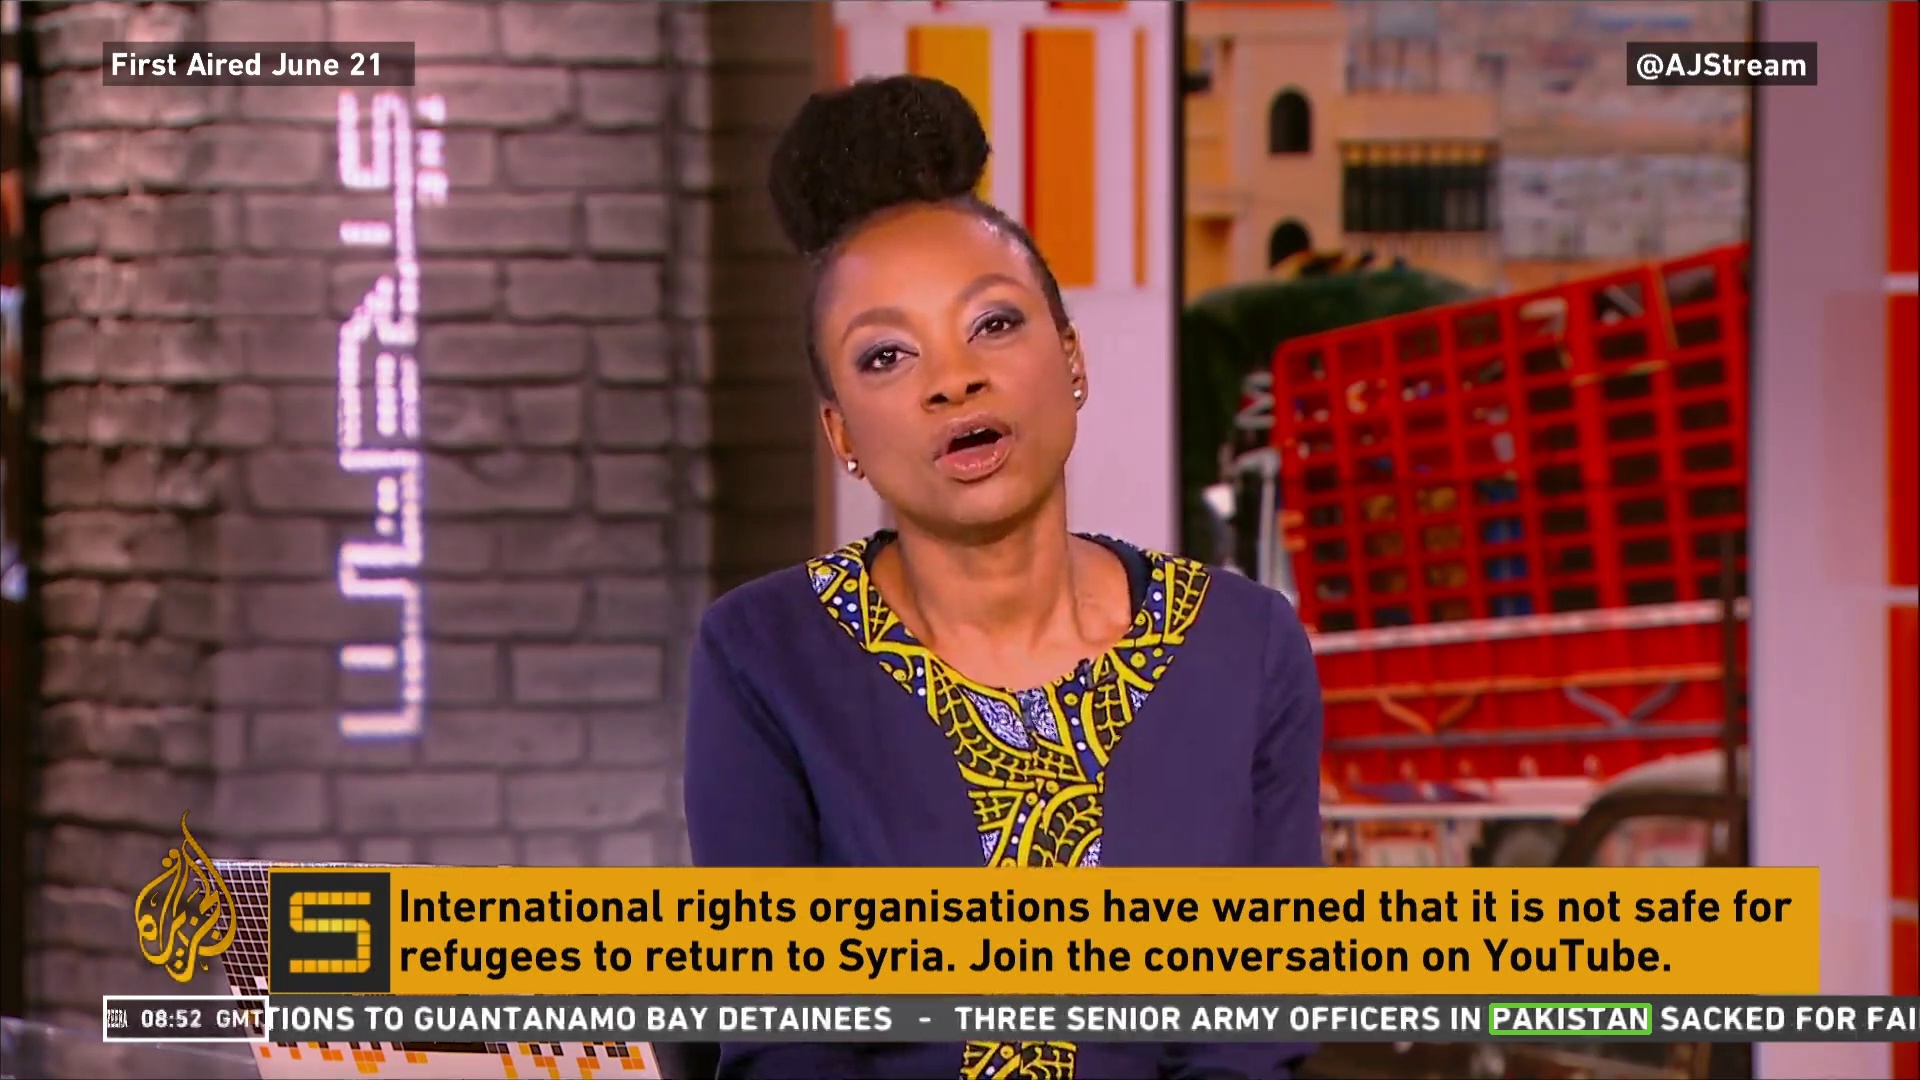 First Aired June 21
@AJStream
THE
STREAM
International rights organisations have warned that it is not safe for
refugees to return to Syria. Join the conversation on YouTube.
08:52 GMT
TIONS TO GUANTANAMO BAY DETAINEES - THREE SENIOR ARMY OFFICERS IN PAKISTAN SACKED FOR FAI